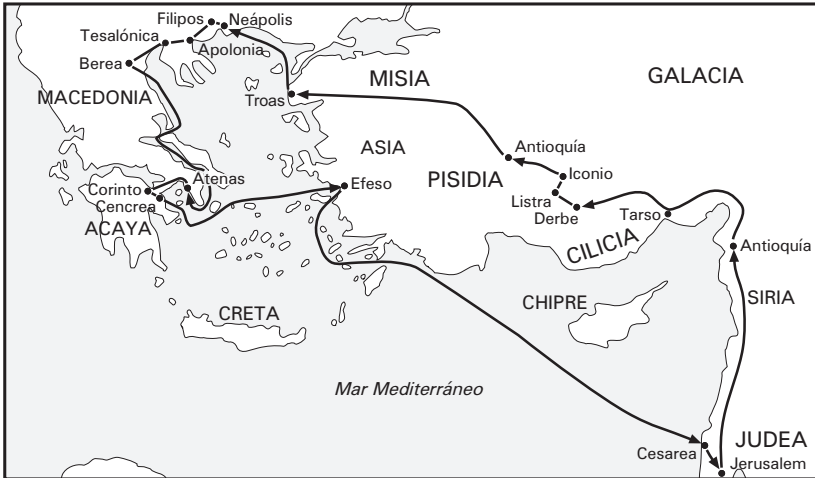 Filipos
Neápolis
Tesalónica
Apolonia
Berea
MISIA
GALACIA
MACEDONIA
Troas
ASIA
Antioquía
Iconio
PISIDIA
Atenas
Efeso
Corinto
Cencrea
Listra
Derbe
Tarso
ACAYA
CILICIA
Antioquía
CHIPRE
SIRIA
CRETA
Mar Mediterráneo
Cesarea
JUDEA
Jerusalem